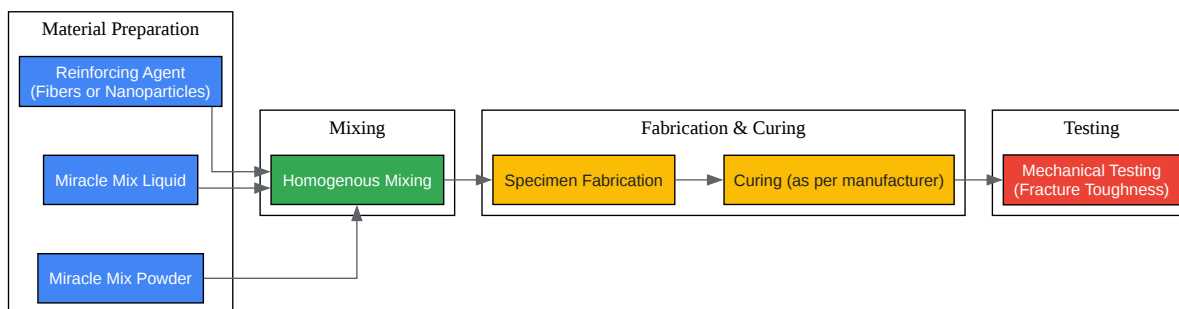 Material Preparation
Reinforcing Agent
(Fibers or Nanoparticles)
Miracle Mix Liquid
Miracle Mix Powder
Mixing
Homogenous Mixing
Fabrication & Curing
Specimen Fabrication
Curing (as per manufacturer)
Testing
Mechanical Testing
(Fracture Toughness)